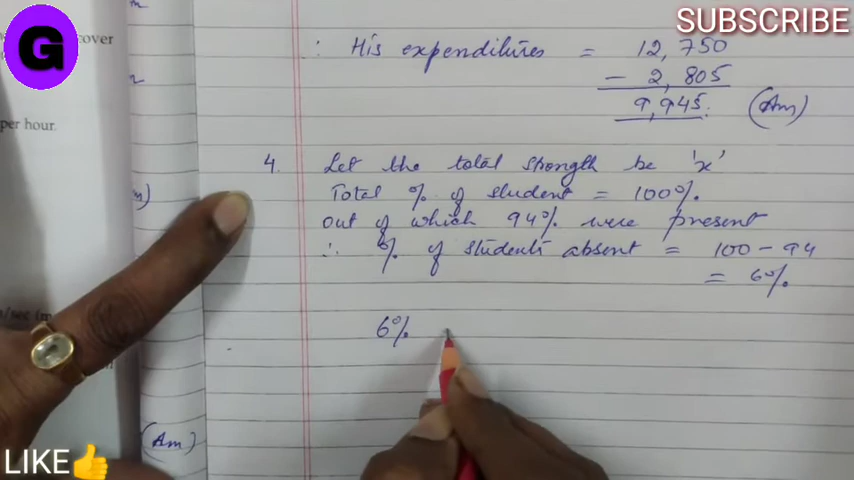 G
cover
SUBSCRIBE
∴ His expenditures = 12,750
- 2,805
9,945. (Ans)
per hour.
4. Let the total strength be 'x'
Total % of student = 100%.
out of which 94% were present
∴ % of students absent = 100 - 94
= 6%.
6%
(Ans)
LIKE👍